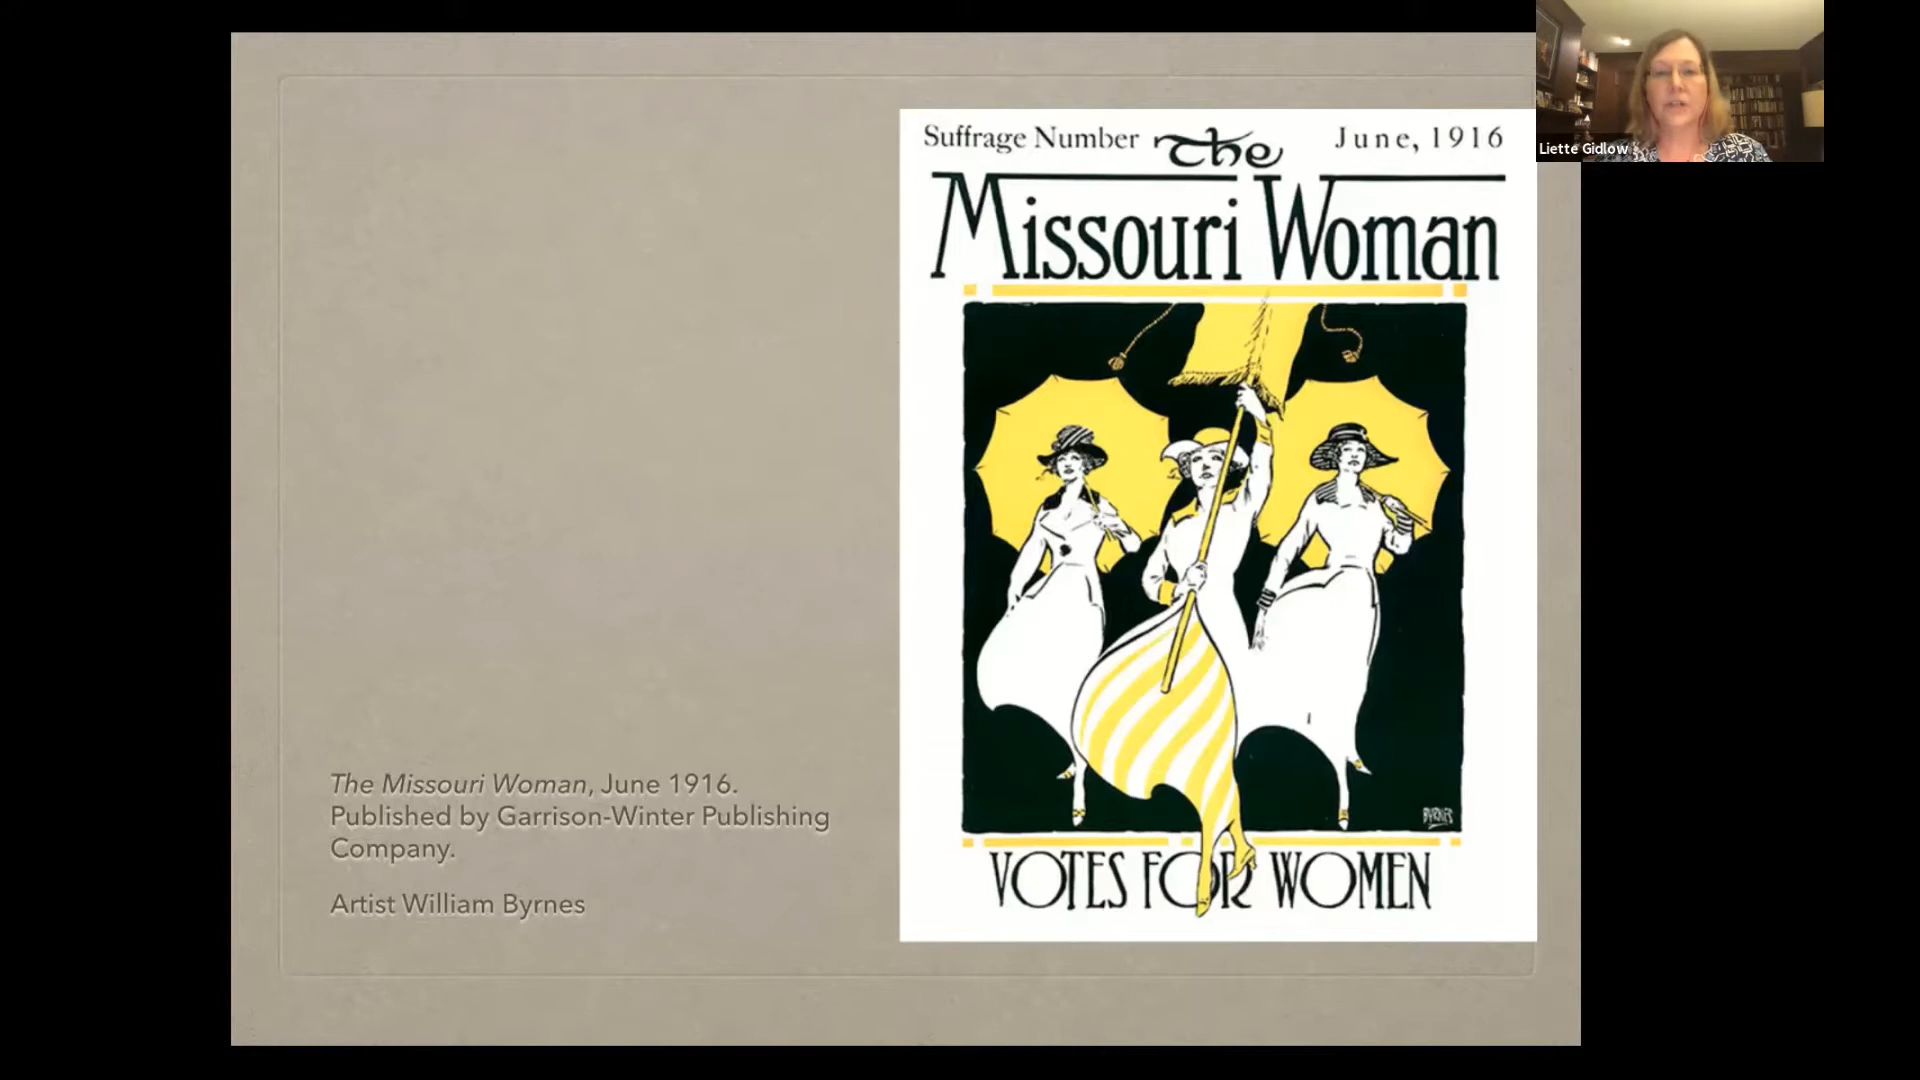 Suffrage Number The June, 1916
Missouri Woman
BYRNES
VOTES FOR WOMEN
The Missouri Woman, June 1916.
Published by Garrison-Winter Publishing
Company.
Artist William Byrnes
Liette Gidlow